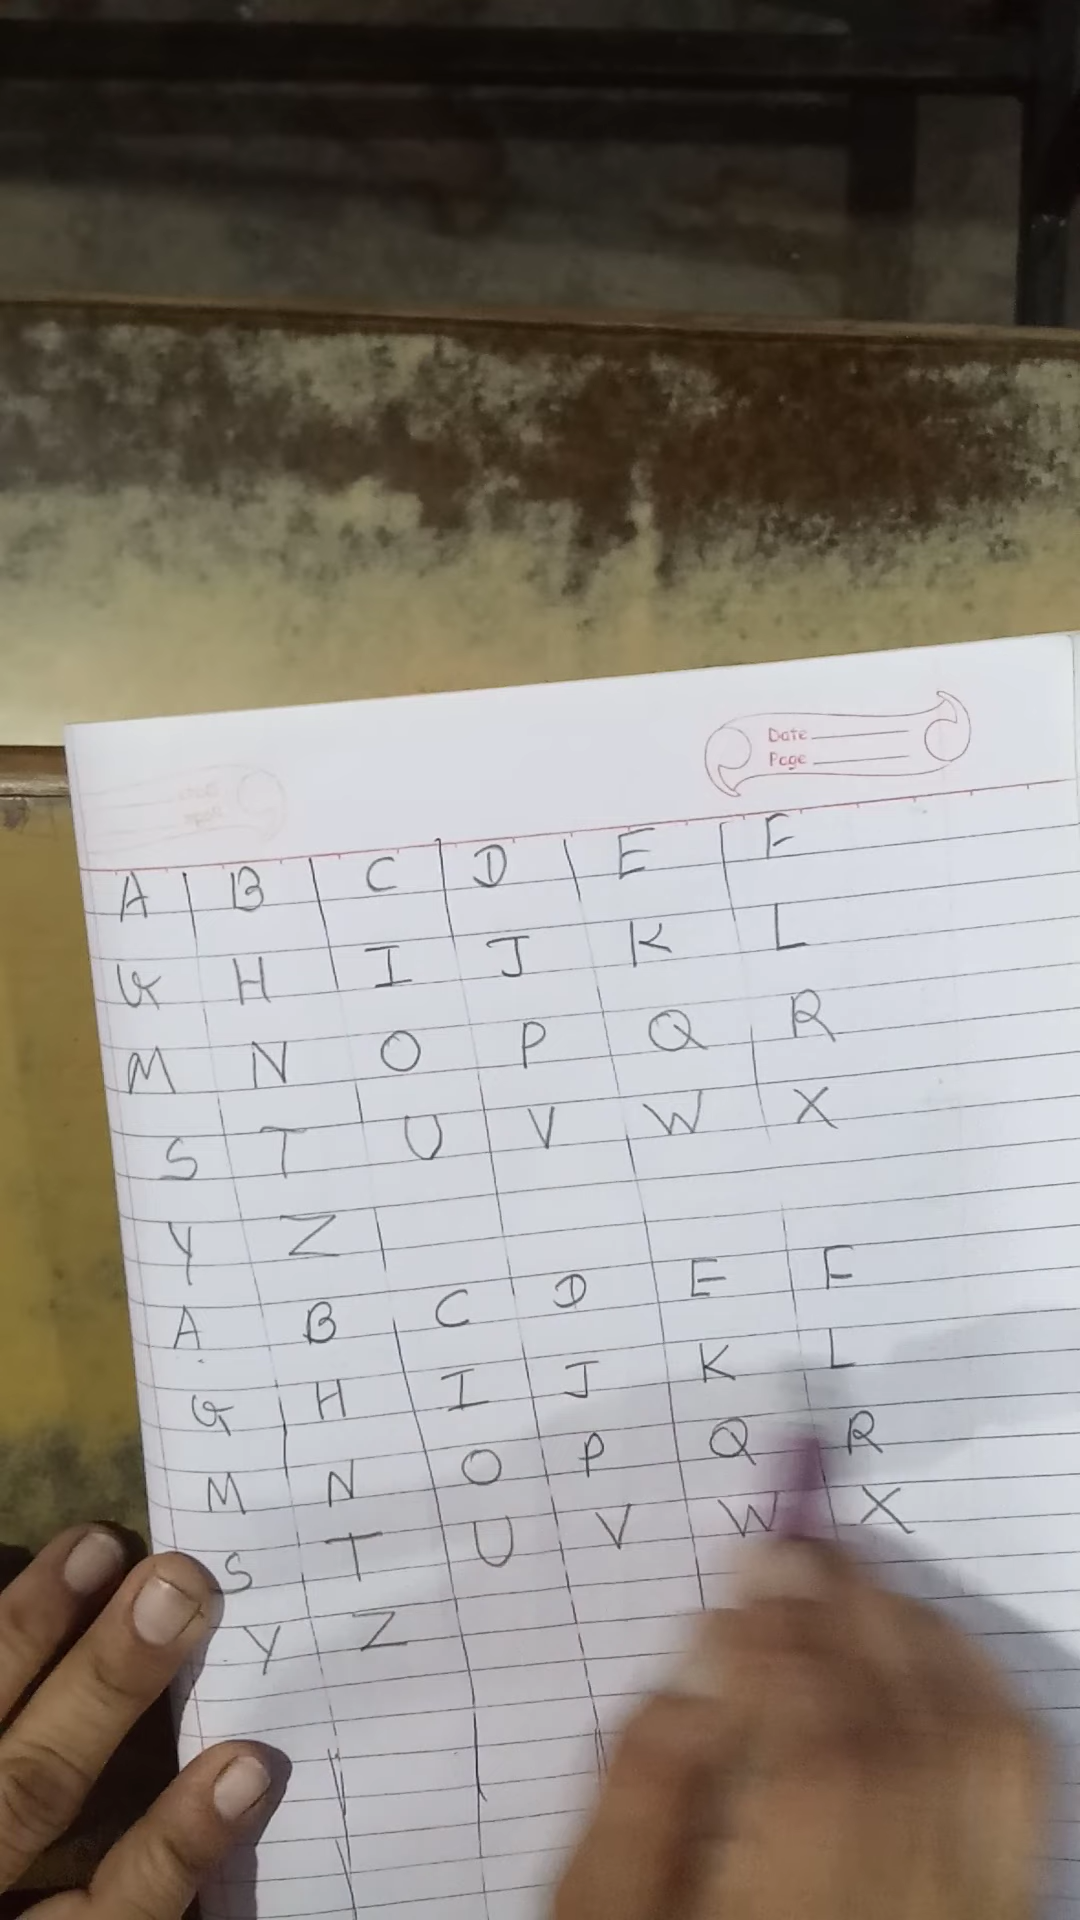 Date
Page
A B C D E F
G H I J K L
M N O P Q R
S T U V W X
Y Z
A B C D E F
G H I J K L
M N O P Q R
S T U V W X
Y Z